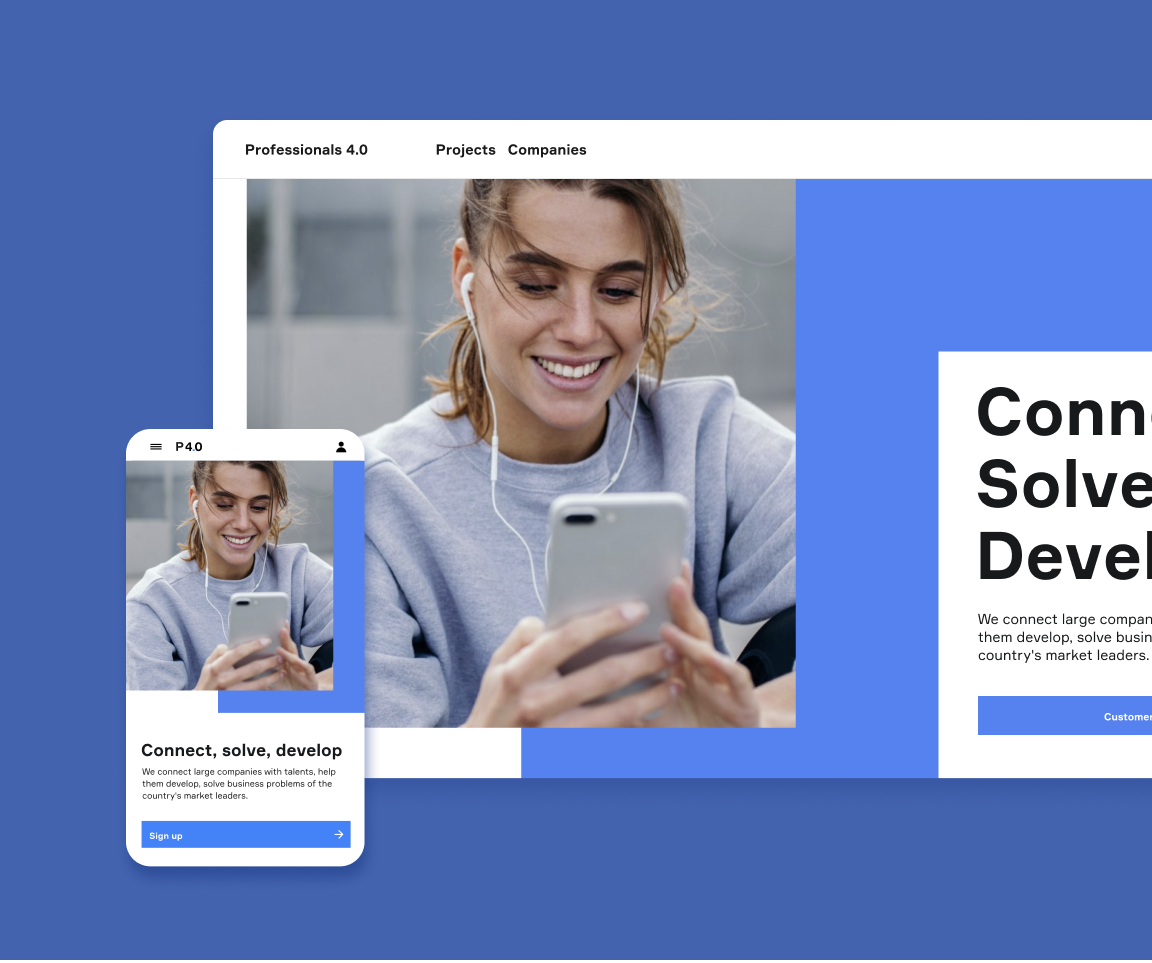 Professionals 4.0 Projects Companies
Conn
Solve
Devel
We connect large compan
them develop, solve busin
country's market leaders.
Customer
P4.0
Connect, solve, develop
We connect large companies with talents, help
them develop, solve business problems of the
country's market leaders.
Sign up